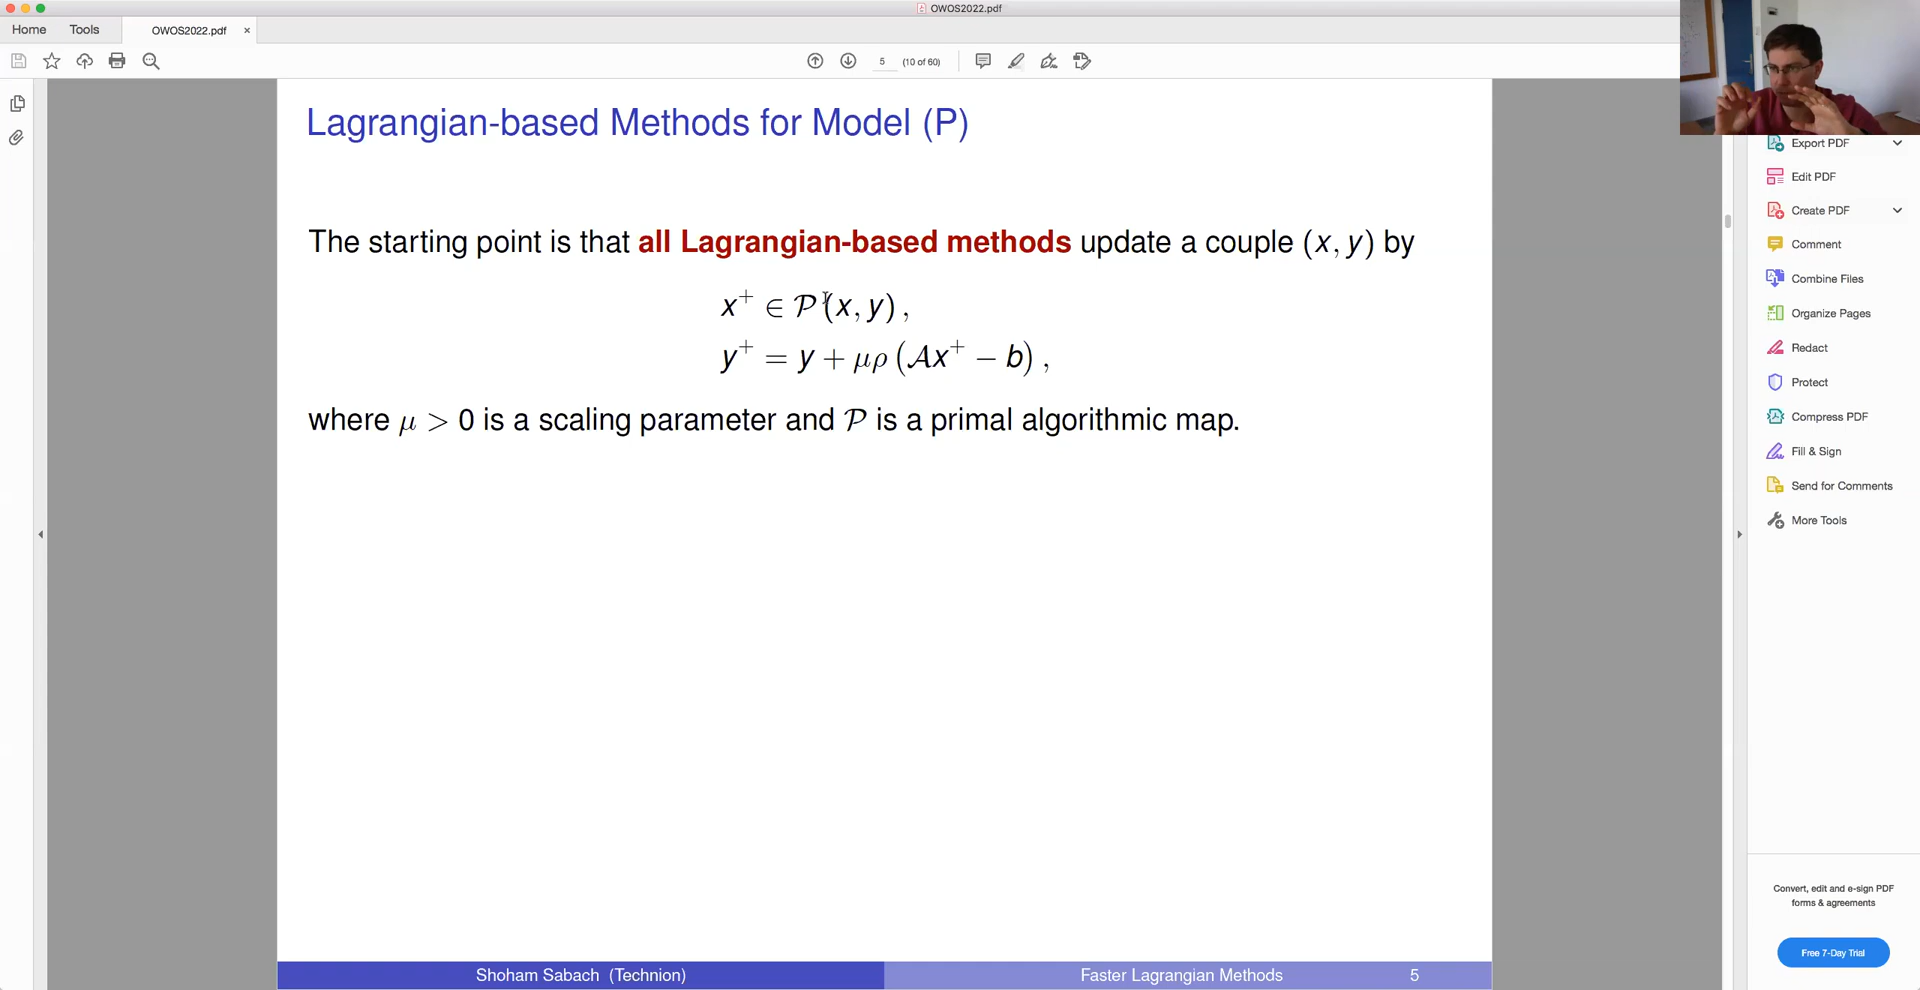 OWOS2022.pdf
Home Tools OWOS2022.pdf ×
5 (10 of 60)
Lagrangian-based Methods for Model (P)
The starting point is that all Lagrangian-based methods update a couple (x, y) by
x⁺ ∈ 𝒫 (x, y) ,
y⁺ = y + μρ (𝒜x⁺ − b) ,
where μ > 0 is a scaling parameter and 𝒫 is a primal algorithmic map.
Shoham Sabach (Technion) Faster Lagrangian Methods 5
Export PDF
Edit PDF
Create PDF
Comment
Combine Files
Organize Pages
Redact
Protect
Compress PDF
Fill & Sign
Send for Comments
More Tools
Convert, edit and e-sign PDF
forms & agreements
Free 7-Day Trial